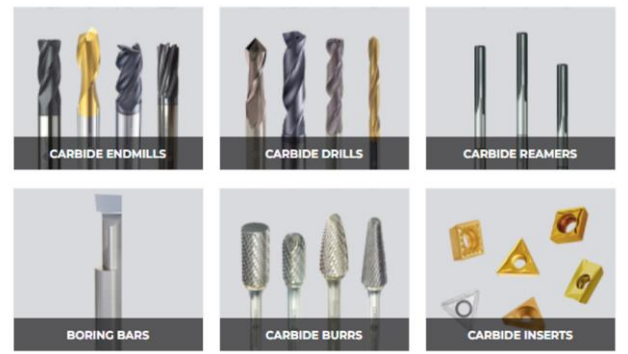 CARBIDE ENDMILLS
CARBIDE DRILLS
CARBIDE REAMERS
BORING BARS
CARBIDE BURRS
CARBIDE INSERTS